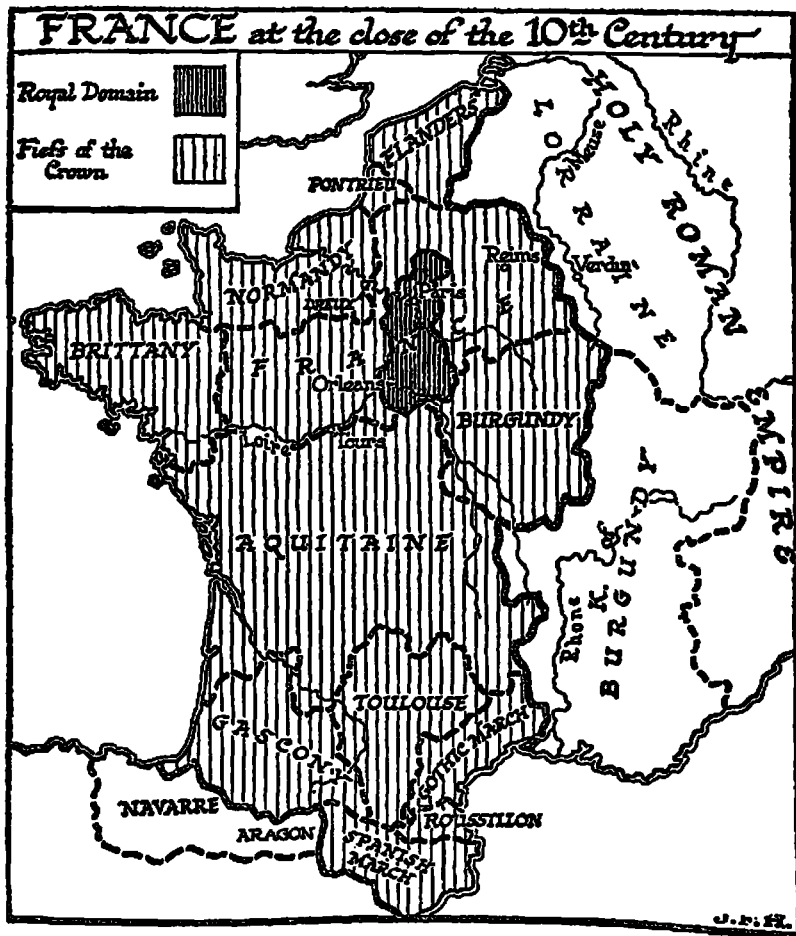 FRANCE at the close of the 10th Century
Royal Domain
Fiefs of the
Crown
FLANDERS
PONTHIEU
LORRAINE
Meuse
HOLY ROMAN
EMPIRE
Rhine
Reims
Verdun
NORMANDY
DREUX
Paris
BRITTANY
FRANCE
Orleans
BURGUNDY
Loire
Tours
AQUITAINE
K. of
BURGUNDY
Rhone
TOULOUSE
GASCONY
GOTHIC MARCH
NAVARRE
ARAGON
ROUSSILLON
SPANISH
MARCH
J.F.H.